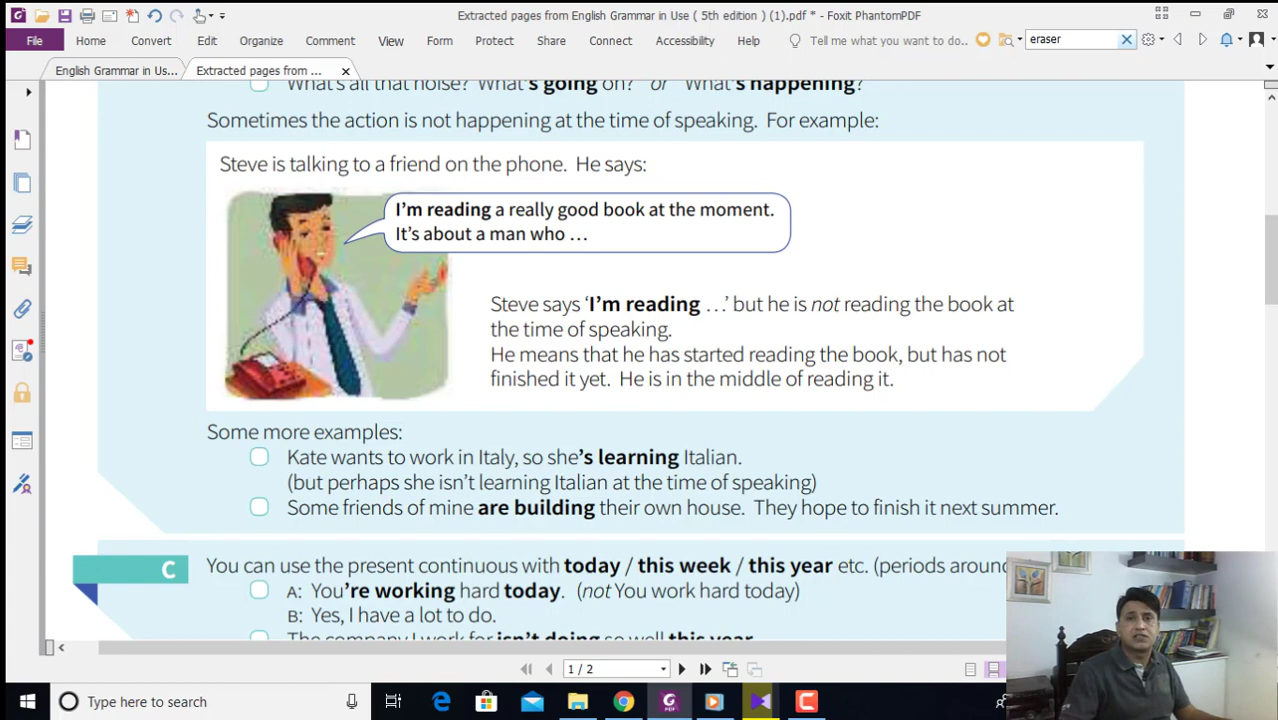 Extracted pages from English Grammar in Use ( 5th edition ) (1).pdf * - Foxit PhantomPDF
File Home Convert Edit Organize Comment View Form Protect Share Connect Accessibility Help Tell me what you want to do.. eraser
English Grammar in Us... Extracted pages from ...
What's all that noise? What's going on? or What's happening?
Sometimes the action is not happening at the time of speaking. For example:
Steve is talking to a friend on the phone. He says:
I'm reading a really good book at the moment.
It's about a man who …
Steve says ‘I'm reading …’ but he is not reading the book at
the time of speaking.
He means that he has started reading the book, but has not
finished it yet. He is in the middle of reading it.
Some more examples:
Kate wants to work in Italy, so she's learning Italian.
(but perhaps she isn't learning Italian at the time of speaking)
Some friends of mine are building their own house. They hope to finish it next summer.
C
You can use the present continuous with today / this week / this year etc. (periods around
A: You're working hard today. (not You work hard today)
B: Yes, I have a lot to do.
The company I work for isn't doing so well this year.
1 / 2
Type here to search